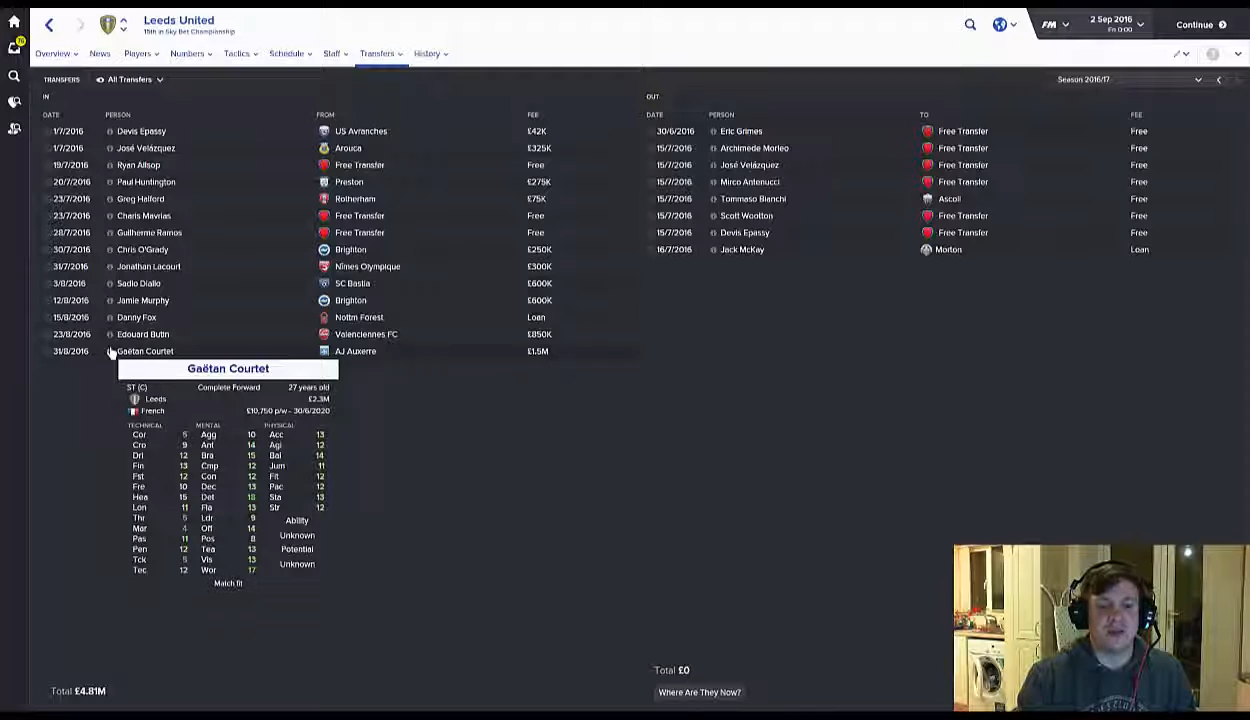 Leeds United
15th in Sky Bet Championship
FM
2 Sep 2016
Fri 0:00
Continue
Overview
News
Players
Numbers
Tactics
Schedule
Staff
Transfers
History
TRANSFERS
All Transfers
Season 2016/17
IN
DATE PERSON FROM FEE
1/7/2016 Devis Epassy US Avranches £42K
1/7/2016 José Velázquez Arouca £325K
19/7/2016 Ryan Allsop Free Transfer Free
20/7/2016 Paul Huntington Preston £275K
23/7/2016 Greg Halford Rotherham £75K
23/7/2016 Charis Mavrias Free Transfer Free
28/7/2016 Guilherme Ramos Free Transfer Free
30/7/2016 Chris O'Grady Brighton £250K
31/7/2016 Jonathan Lacourt Nîmes Olympique £300K
3/8/2016 Sadio Diallo SC Bastia £600K
12/8/2016 Jamie Murphy Brighton £600K
15/8/2016 Danny Fox Nottm Forest Loan
23/8/2016 Edouard Butin Valenciennes FC £850K
31/8/2016 Gaëtan Courtet AJ Auxerre £1.5M
Gaëtan Courtet
ST (C) Complete Forward 27 years old
Leeds £2.3M
French £10,750 p/w - 30/6/2020
TECHNICAL MENTAL PHYSICAL
Cor 5 Agg 10 Acc 13
Cro 9 Ant 14 Agi 12
Dri 12 Bra 15 Bal 14
Fin 13 Cmp 12 Jum 11
Fst 12 Con 12 Fit 12
Fre 10 Dec 13 Pac 12
Hea 15 Det 18 Sta 13
Lon 11 Fla 13 Str 12
Thr 5 Ldr 9 Ability
Mar 4 Off 14 Unknown
Pas 11 Pos 8
Pen 12 Tea 13 Potential
Tck 5 Vis 13 Unknown
Tec 12 Wor 17
Match fit
Total £4.81M
OUT
DATE PERSON TO FEE
30/6/2016 Eric Grimes Free Transfer Free
15/7/2016 Archimede Morleo Free Transfer Free
15/7/2016 José Velázquez Free Transfer Free
15/7/2016 Mirco Antenucci Free Transfer Free
15/7/2016 Tommaso Bianchi Ascoli Free
15/7/2016 Scott Wootton Free Transfer Free
15/7/2016 Devis Epassy Free Transfer Free
16/7/2016 Jack McKay Morton Loan
Total £0
Where Are They Now?